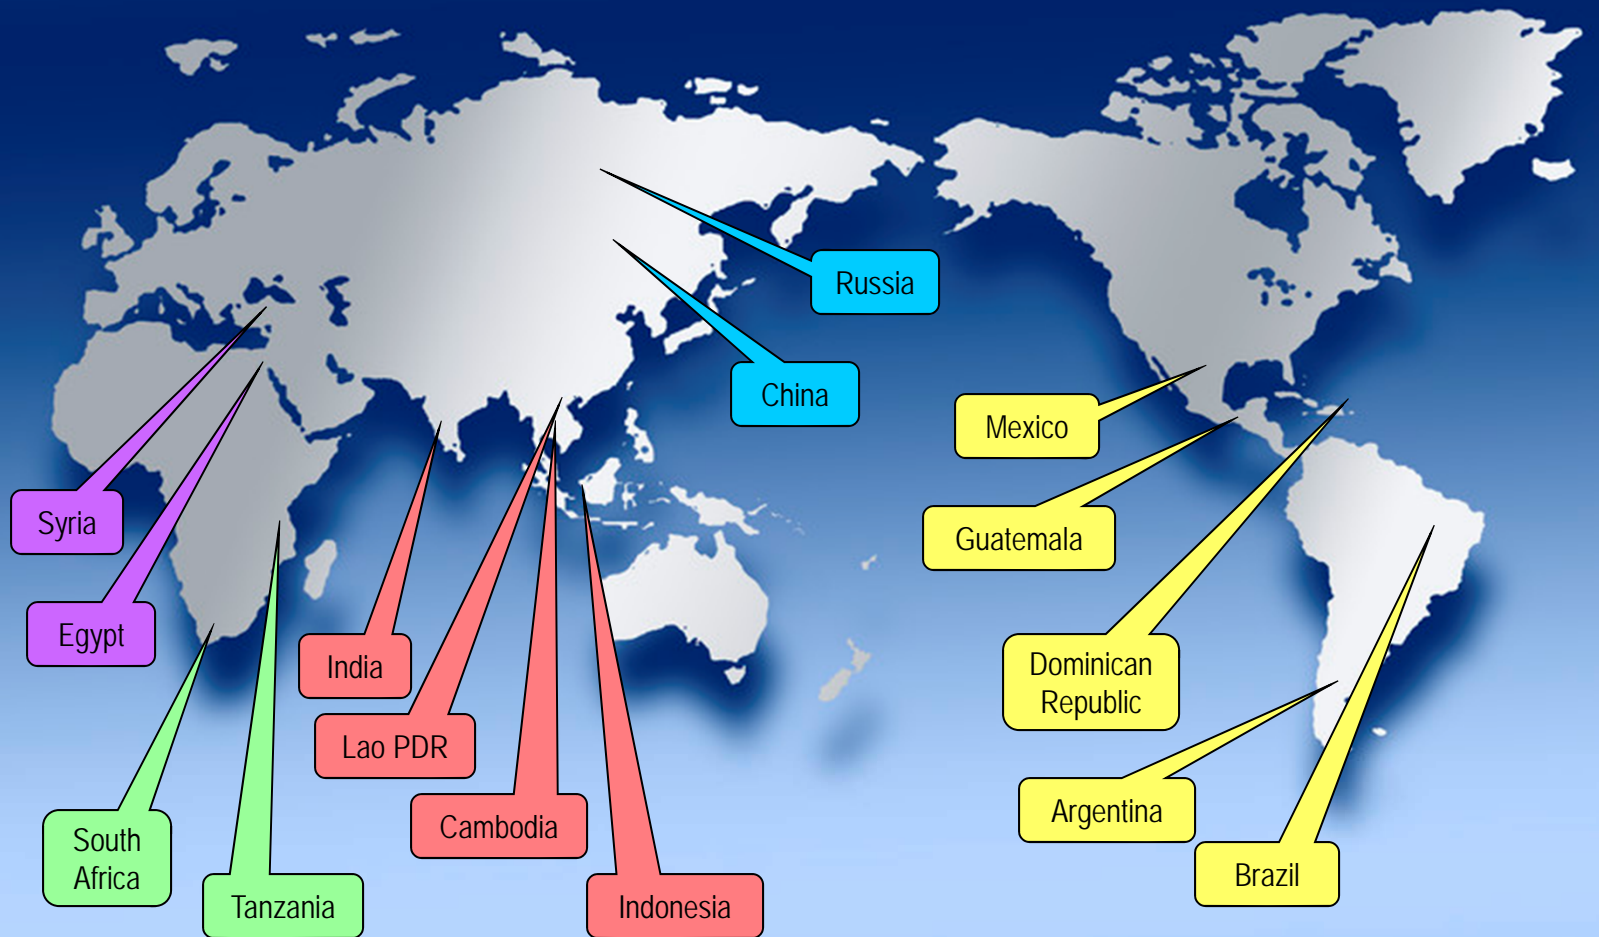 Russia
China
Mexico
Guatemala
Syria
Egypt
India
Dominican
Republic
Lao PDR
Argentina
Cambodia
South
Africa
Brazil
Tanzania
Indonesia